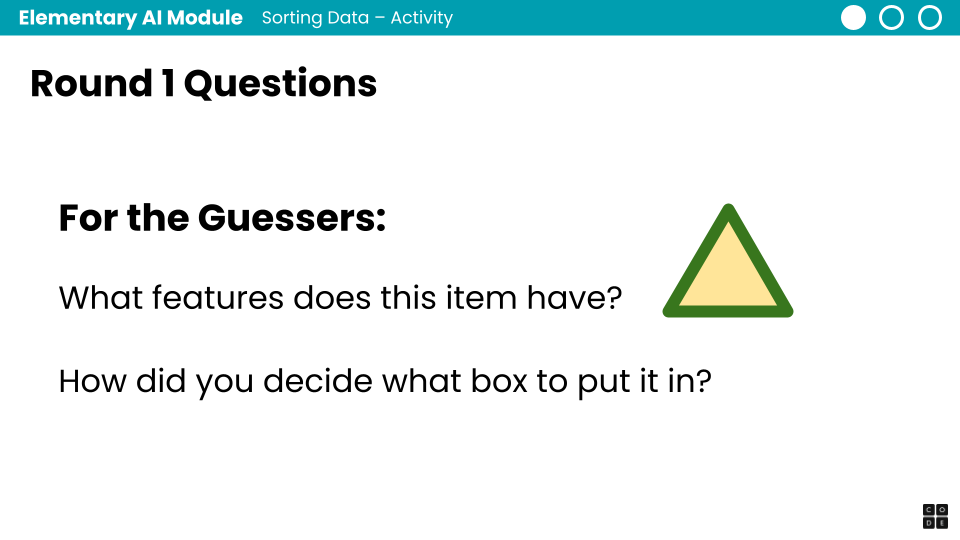 Elementary AI Module Sorting Data – Activity
Round 1 Questions
For the Guessers:
What features does this item have?
How did you decide what box to put it in?
C O
D E